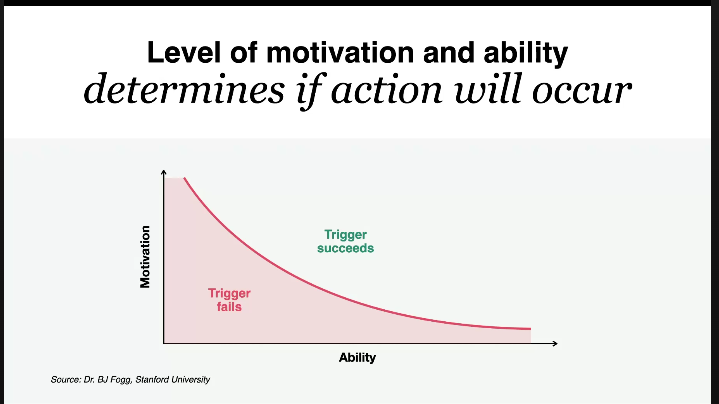 Level of motivation and ability
determines if action will occur
Motivation
Trigger
succeeds
Trigger
fails
Ability
Source: Dr. BJ Fogg, Stanford University